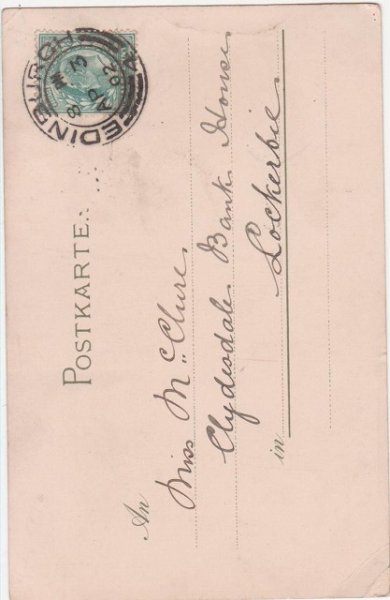 EDINBURGH
POSTKARTE.
An
Miss McClure,
Clydesdale Bank House,
in Lockerbie